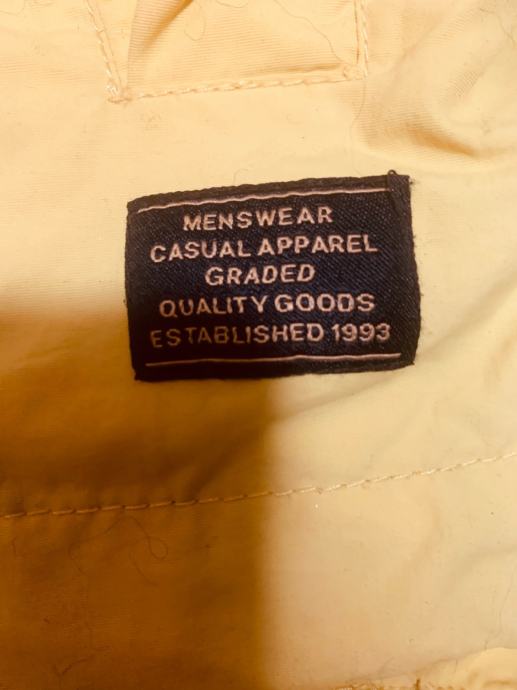 MENSWEAR
CASUAL APPAREL
GRADED
QUALITY GOODS
ESTABLISHED 1993